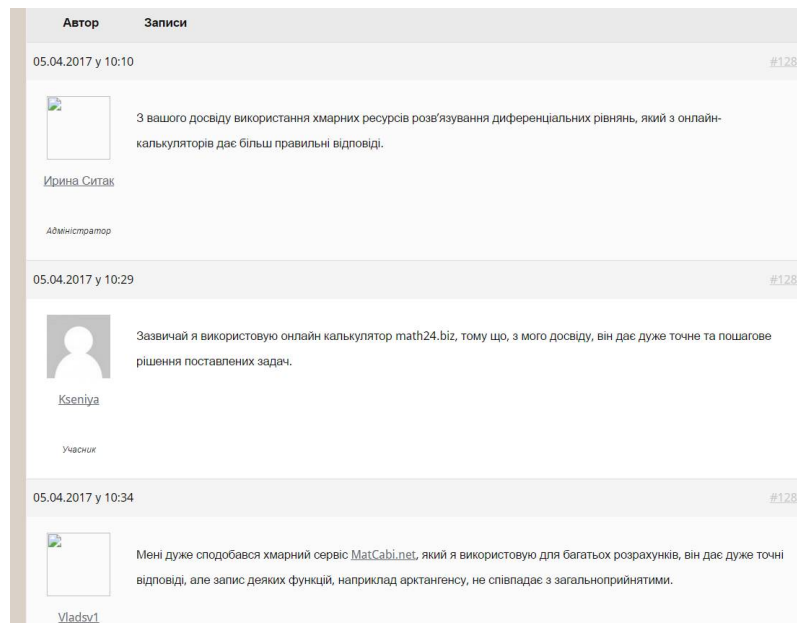 Автор Записи
05.04.2017 у 10:10 #128
З вашого досвіду використання хмарних ресурсів розв’язування диференціальних рівнянь, який з онлайн-
калькуляторів дає більш правильні відповіді.
Ирина Ситак
Адміністратор
05.04.2017 у 10:29 #128
Зазвичай я використовую онлайн калькулятор math24.biz, тому що, з мого досвіду, він дає дуже точне та пошагове
рішення поставлених задач.
Kseniya
Учасник
05.04.2017 у 10:34 #128
Мені дуже сподобався хмарний сервіс MatCabi.net, який я використовую для багатьох розрахунків, він дає дуже точні
відповіді, але запис деяких функцій, наприклад арктангенсу, не співпадає з загальноприйнятими.
Vladsv1